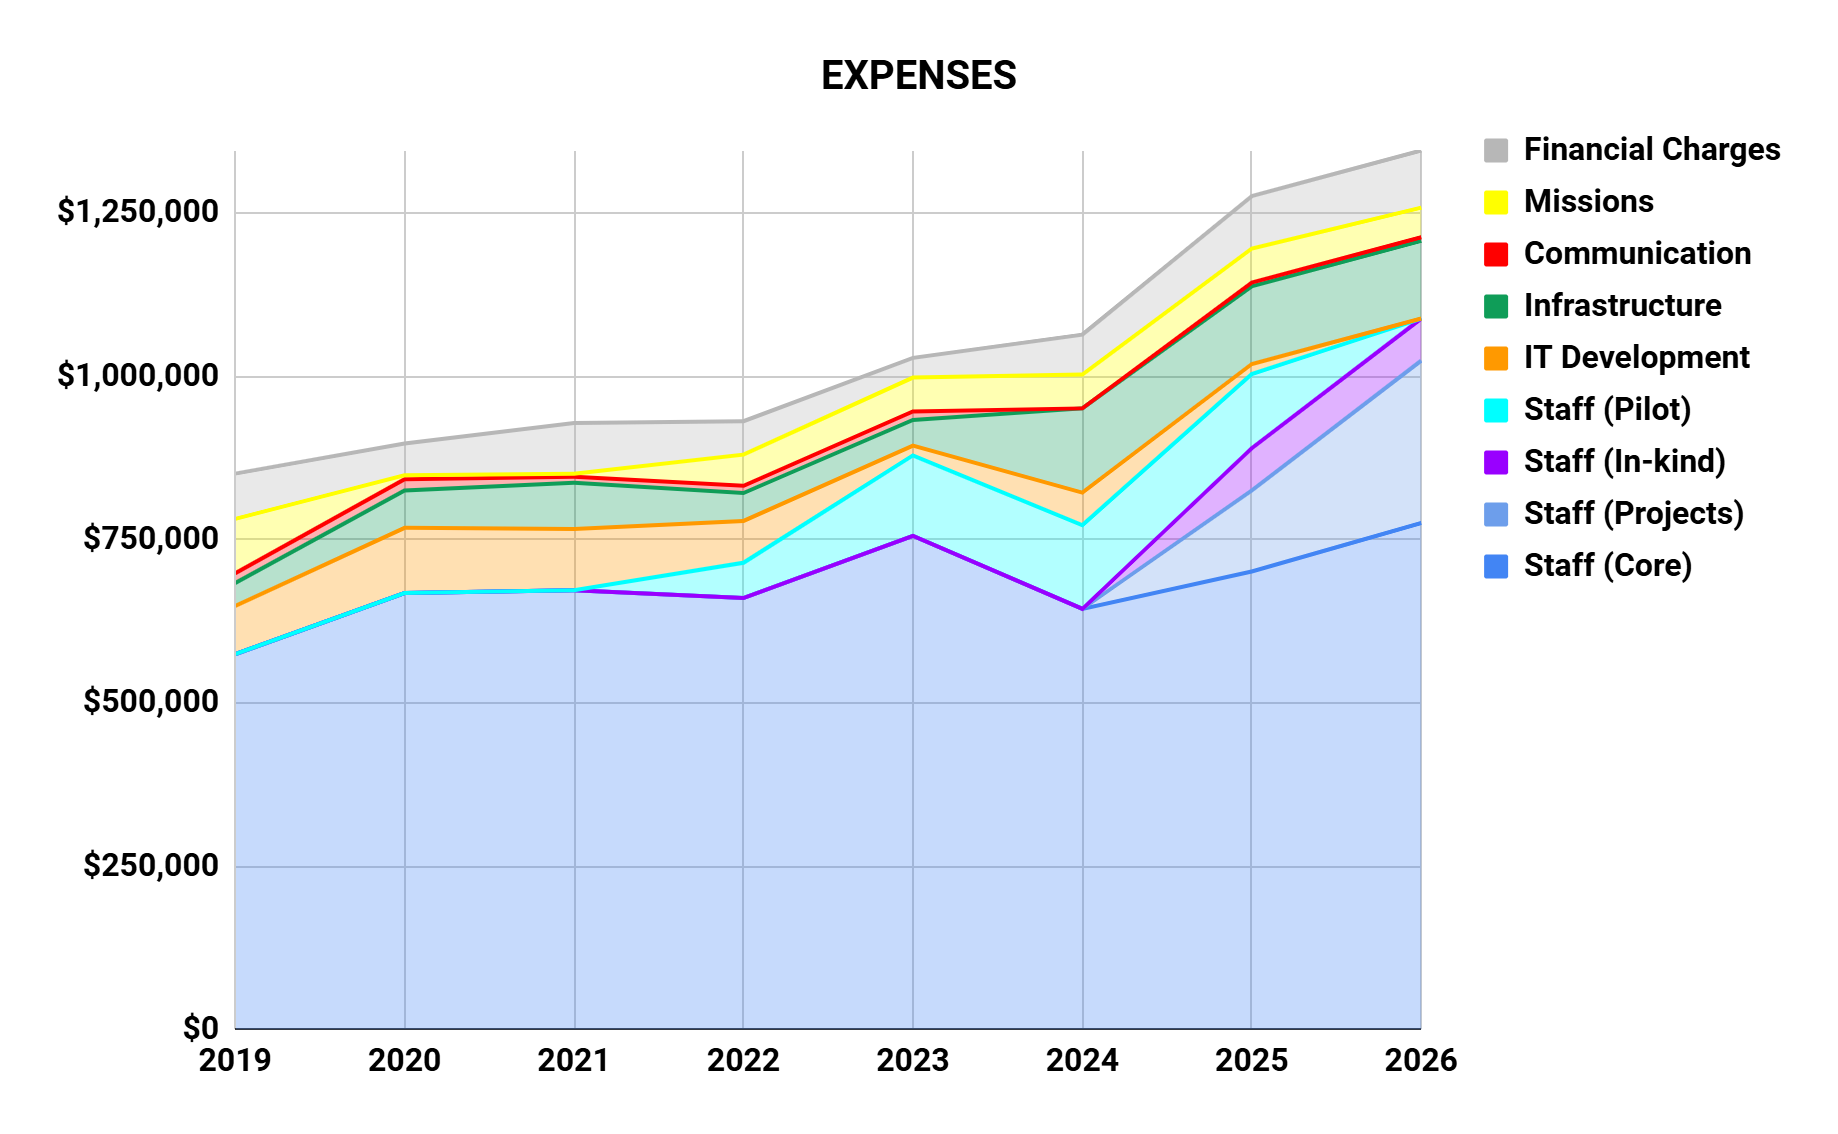 EXPENSES
$1,250,000
$1,000,000
$750,000
$500,000
$250,000
$0
2019 2020 2021 2022 2023 2024 2025 2026
Financial Charges
Missions
Communication
Infrastructure
IT Development
Staff (Pilot)
Staff (In-kind)
Staff (Projects)
Staff (Core)